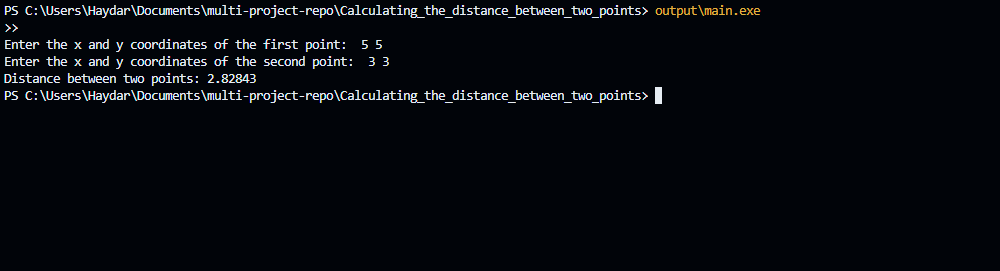 PS C:\Users\Haydar\Documents\multi-project-repo\Calculating_the_distance_between_two_points> output\main.exe
>>
Enter the x and y coordinates of the first point:  5 5
Enter the x and y coordinates of the second point:  3 3
Distance between two points: 2.82843
PS C:\Users\Haydar\Documents\multi-project-repo\Calculating_the_distance_between_two_points>